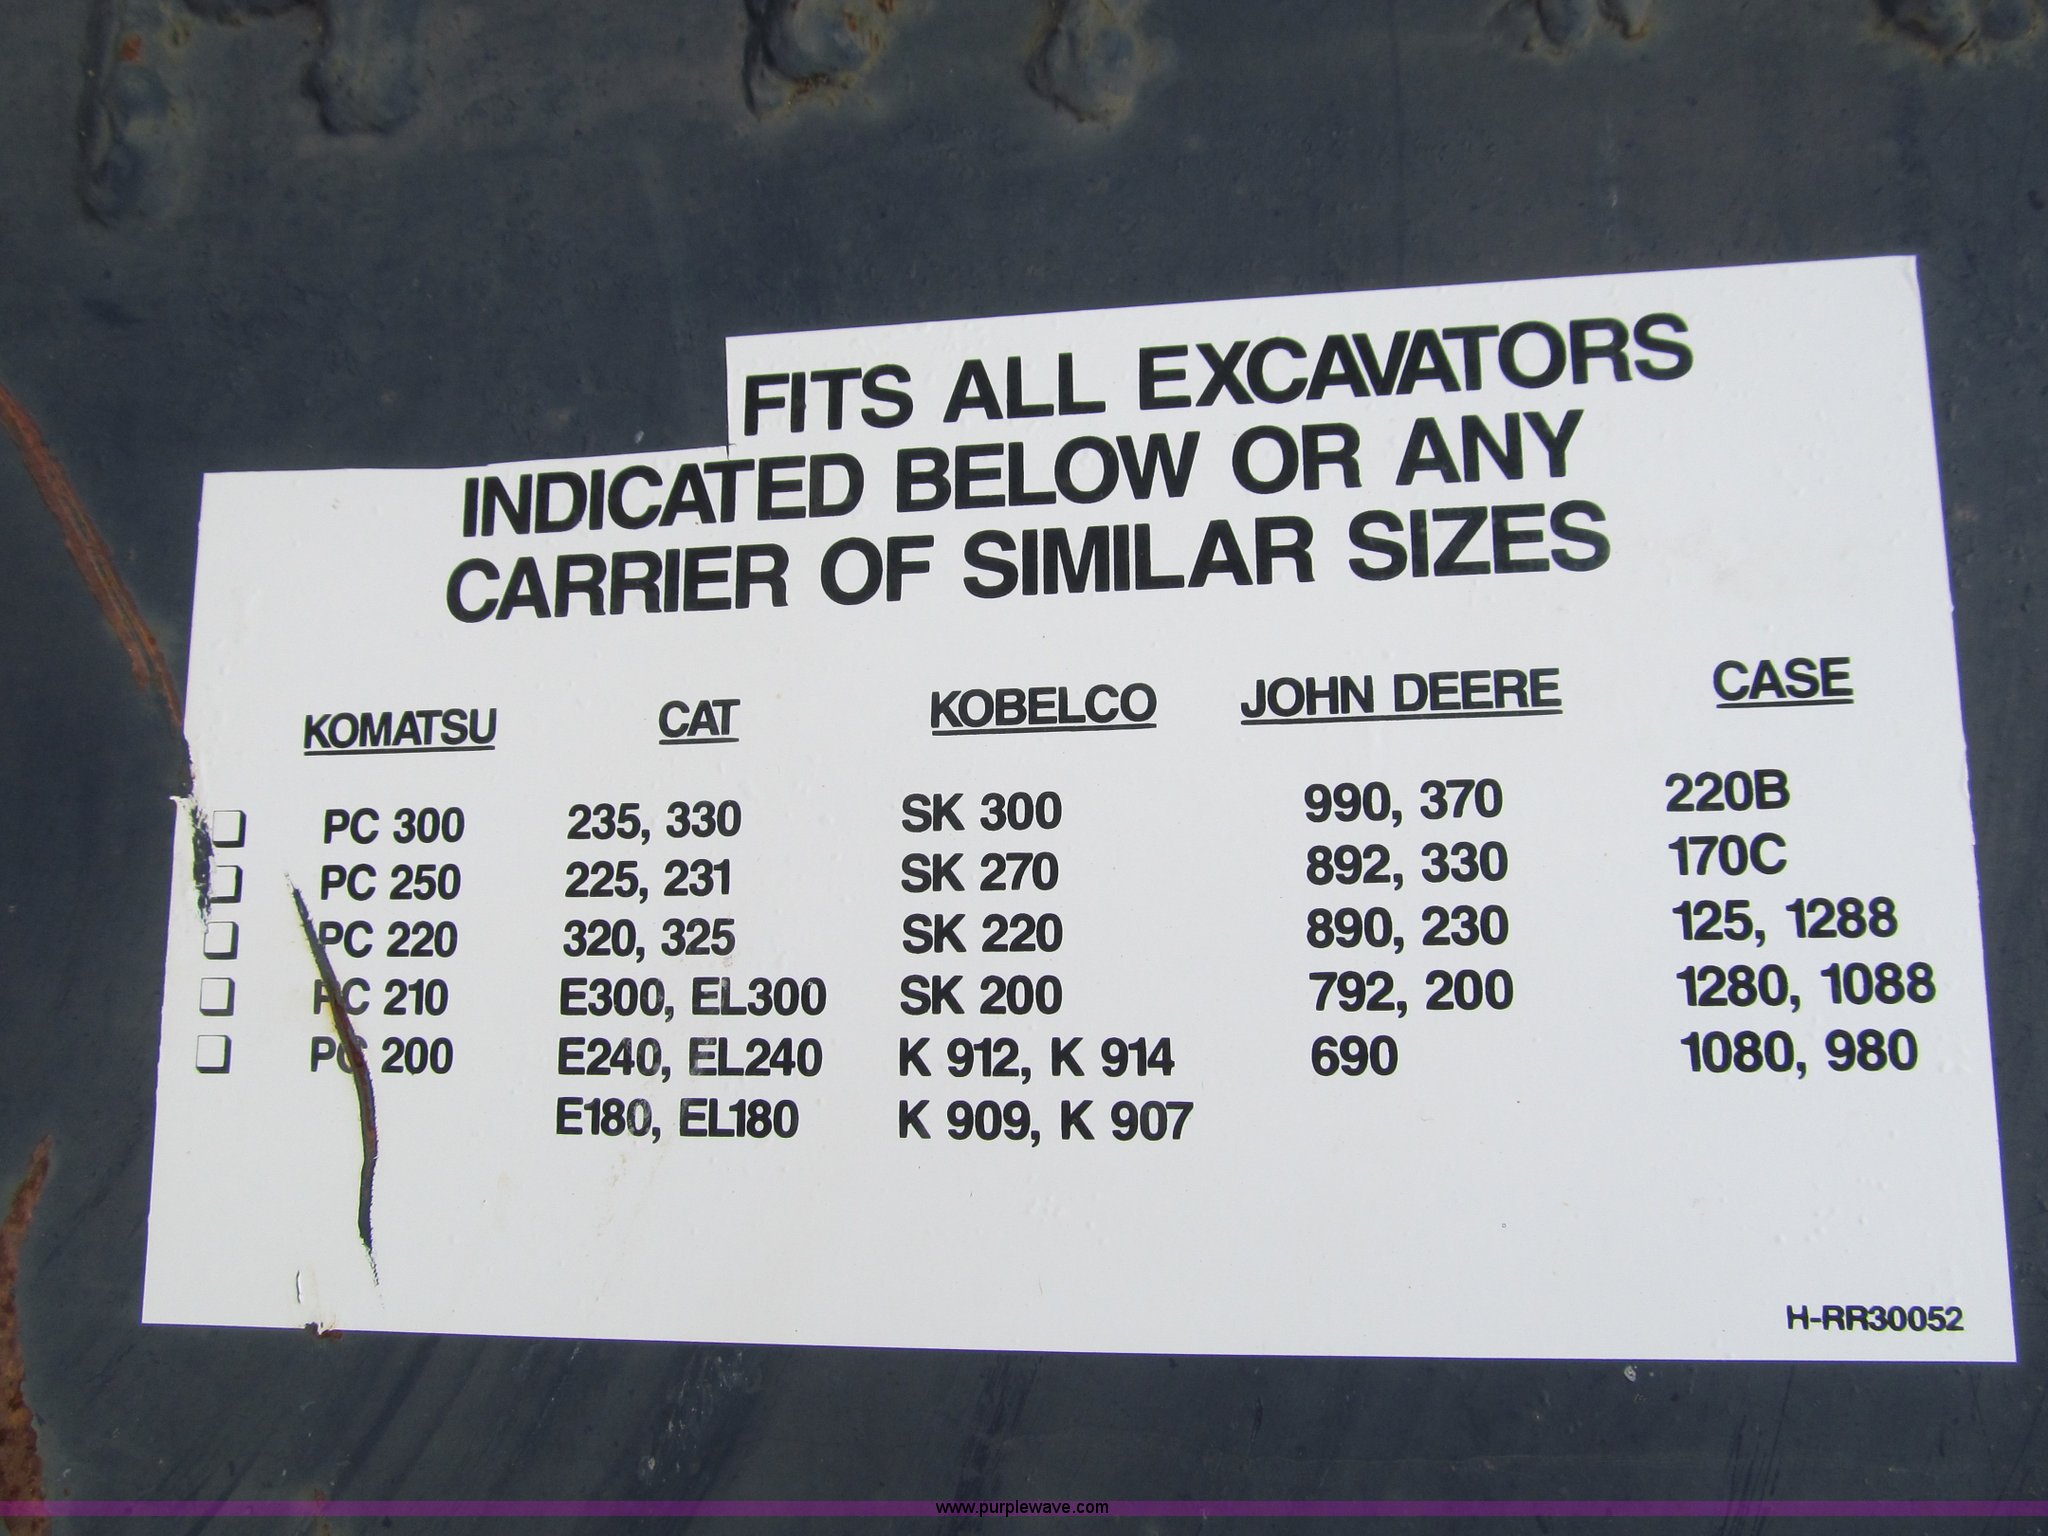 FITS ALL EXCAVATORS
INDICATED BELOW OR ANY
CARRIER OF SIMILAR SIZES
KOMATSU CAT KOBELCO JOHN DEERE CASE
PC 300 235, 330 SK 300 990, 370 220B
PC 250 225, 231 SK 270 892, 330 170C
PC 220 320, 325 SK 220 890, 230 125, 1288
PC 210 E300, EL300 SK 200 792, 200 1280, 1088
PC 200 E240, EL240 K 912, K 914 690 1080, 980
E180, EL180 K 909, K 907
H-RR30052
www.purplewave.com